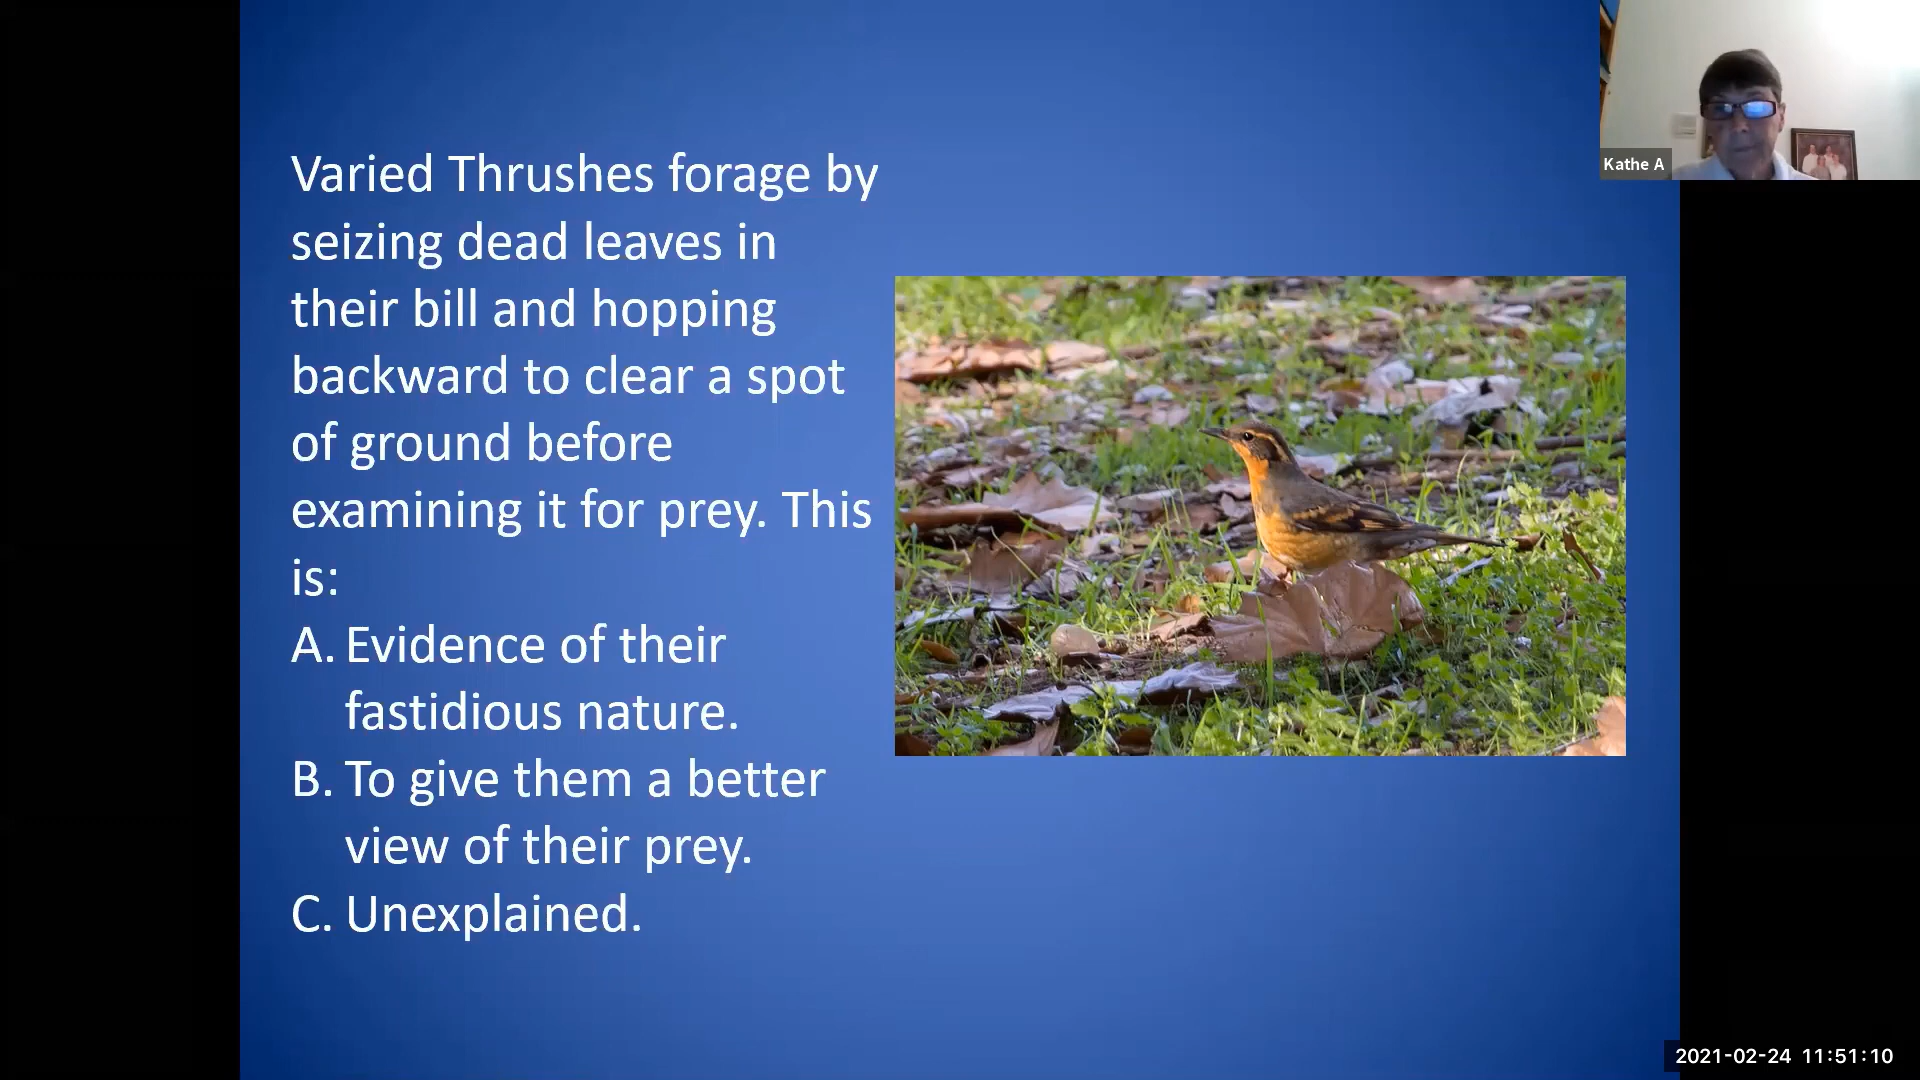 Varied Thrushes forage by
seizing dead leaves in
their bill and hopping
backward to clear a spot
of ground before
examining it for prey. This
is:
A. Evidence of their
fastidious nature.
B. To give them a better
view of their prey.
C. Unexplained.
Kathe A
2021-02-24 11:51:10